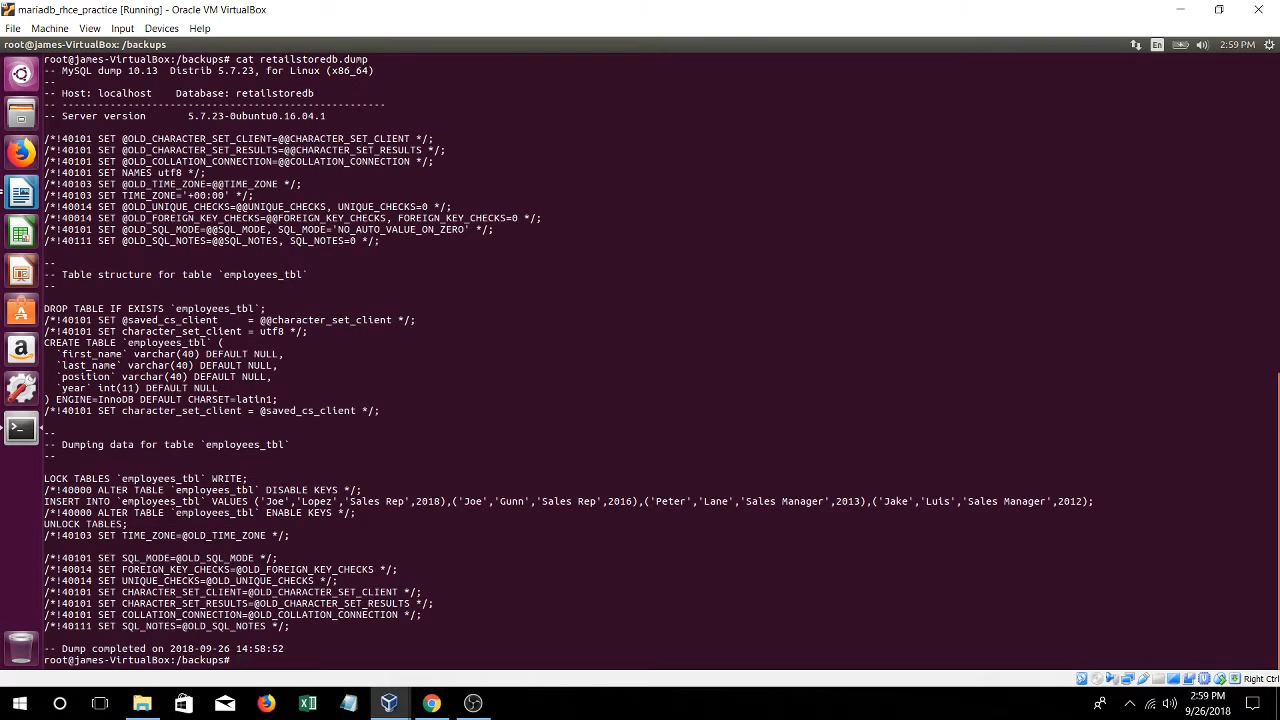 mariadb_rhce_practice [Running] - Oracle VM VirtualBox
File Machine View Input Devices Help
root@james-VirtualBox: /backups
En
2:59 PM
root@james-VirtualBox:/backups# cat retailstoredb.dump
-- MySQL dump 10.13  Distrib 5.7.23, for Linux (x86_64)
--
-- Host: localhost    Database: retailstoredb
-- ------------------------------------------------------
-- Server version       5.7.23-0ubuntu0.16.04.1
/*!40101 SET @OLD_CHARACTER_SET_CLIENT=@@CHARACTER_SET_CLIENT */;
/*!40101 SET @OLD_CHARACTER_SET_RESULTS=@@CHARACTER_SET_RESULTS */;
/*!40101 SET @OLD_COLLATION_CONNECTION=@@COLLATION_CONNECTION */;
/*!40101 SET NAMES utf8 */;
/*!40103 SET @OLD_TIME_ZONE=@@TIME_ZONE */;
/*!40103 SET TIME_ZONE='+00:00' */;
/*!40014 SET @OLD_UNIQUE_CHECKS=@@UNIQUE_CHECKS, UNIQUE_CHECKS=0 */;
/*!40014 SET @OLD_FOREIGN_KEY_CHECKS=@@FOREIGN_KEY_CHECKS, FOREIGN_KEY_CHECKS=0 */;
/*!40101 SET @OLD_SQL_MODE=@@SQL_MODE, SQL_MODE='NO_AUTO_VALUE_ON_ZERO' */;
/*!40111 SET @OLD_SQL_NOTES=@@SQL_NOTES, SQL_NOTES=0 */;
--
-- Table structure for table `employees_tbl`
--
DROP TABLE IF EXISTS `employees_tbl`;
/*!40101 SET @saved_cs_client     = @@character_set_client */;
/*!40101 SET character_set_client = utf8 */;
CREATE TABLE `employees_tbl` (
  `first_name` varchar(40) DEFAULT NULL,
  `last_name` varchar(40) DEFAULT NULL,
  `position` varchar(40) DEFAULT NULL,
  `year` int(11) DEFAULT NULL
) ENGINE=InnoDB DEFAULT CHARSET=latin1;
/*!40101 SET character_set_client = @saved_cs_client */;
--
-- Dumping data for table `employees_tbl`
--
LOCK TABLES `employees_tbl` WRITE;
/*!40000 ALTER TABLE `employees_tbl` DISABLE KEYS */;
INSERT INTO `employees_tbl` VALUES ('Joe','Lopez','Sales Rep',2018),('Joe','Gunn','Sales Rep',2016),('Peter','Lane','Sales Manager',2013),('Jake','Luis','Sales Manager',2012);
/*!40000 ALTER TABLE `employees_tbl` ENABLE KEYS */;
UNLOCK TABLES;
/*!40103 SET TIME_ZONE=@OLD_TIME_ZONE */;
/*!40101 SET SQL_MODE=@OLD_SQL_MODE */;
/*!40014 SET FOREIGN_KEY_CHECKS=@OLD_FOREIGN_KEY_CHECKS */;
/*!40014 SET UNIQUE_CHECKS=@OLD_UNIQUE_CHECKS */;
/*!40101 SET CHARACTER_SET_CLIENT=@OLD_CHARACTER_SET_CLIENT */;
/*!40101 SET CHARACTER_SET_RESULTS=@OLD_CHARACTER_SET_RESULTS */;
/*!40101 SET COLLATION_CONNECTION=@OLD_COLLATION_CONNECTION */;
/*!40111 SET SQL_NOTES=@OLD_SQL_NOTES */;
-- Dump completed on 2018-09-26 14:58:52
root@james-VirtualBox:/backups#
Right Ctrl
2:59 PM
9/26/2018